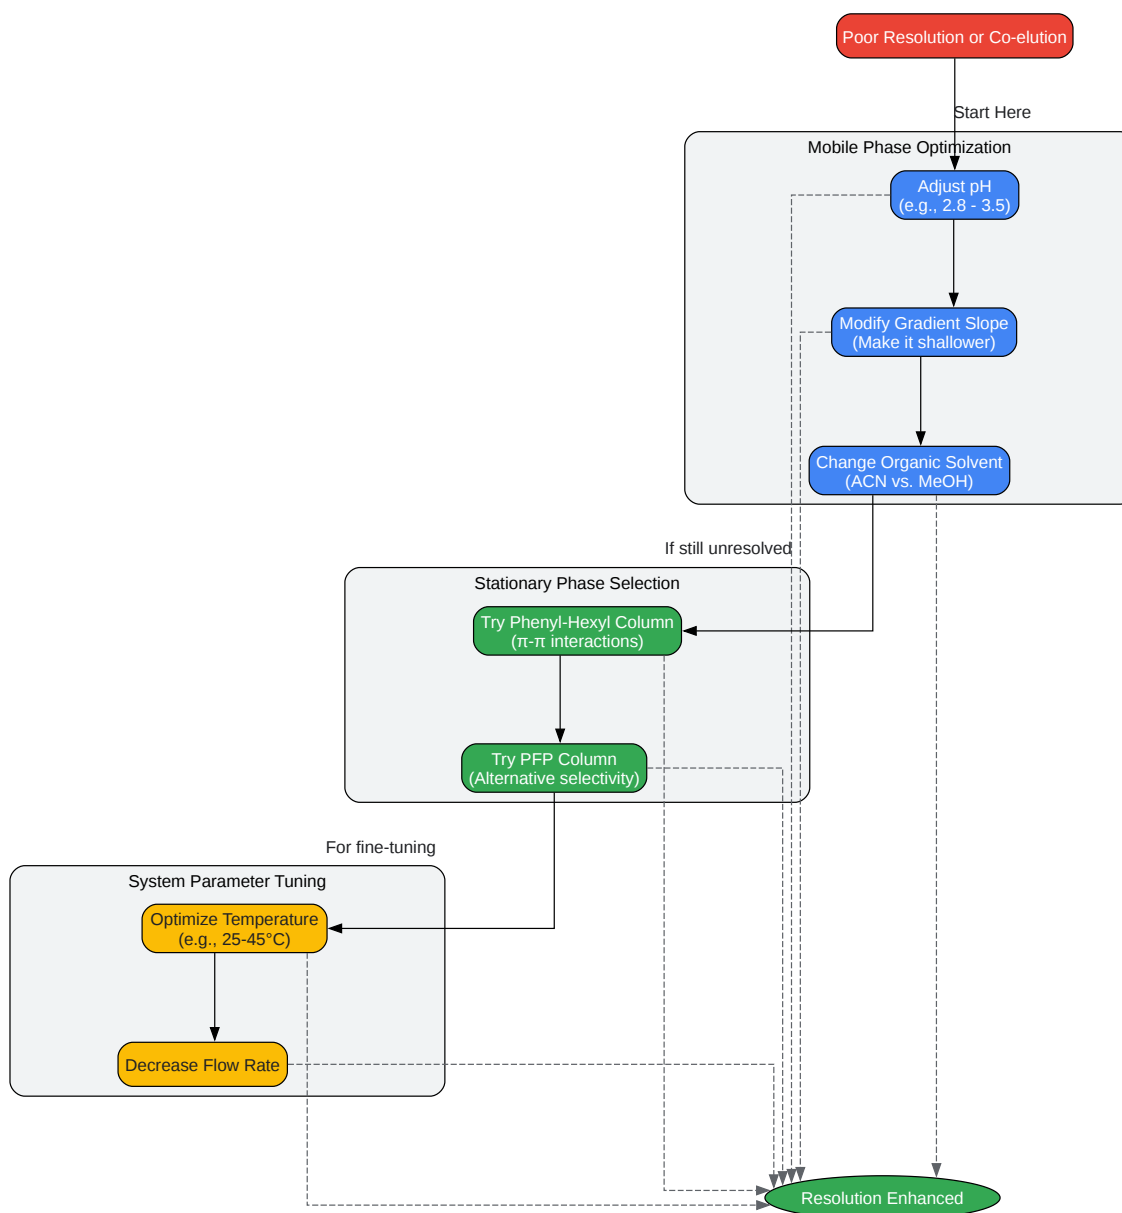 Poor Resolution or Co-elution
Start Here
Mobile Phase Optimization
Adjust pH
(e.g., 2.8 - 3.5)
Modify Gradient Slope
(Make it shallower)
Change Organic Solvent
(ACN vs. MeOH)
If still unresolved
Stationary Phase Selection
Try Phenyl-Hexyl Column
(π-π interactions)
Try PFP Column
(Alternative selectivity)
For fine-tuning
System Parameter Tuning
Optimize Temperature
(e.g., 25-45°C)
Decrease Flow Rate
Resolution Enhanced